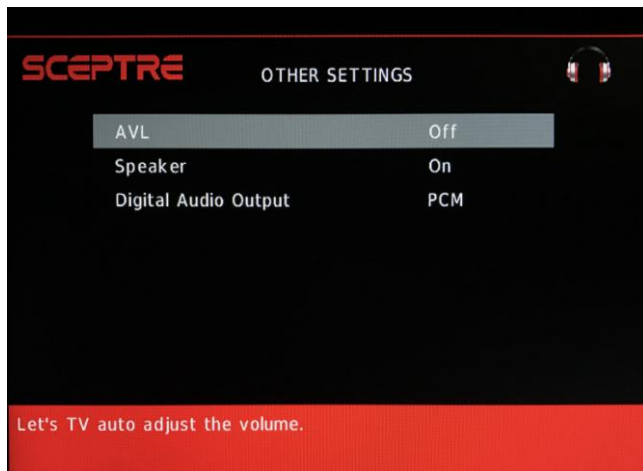 SCEPTRE
OTHER SETTINGS
AVL Off
Speaker On
Digital Audio Output PCM
Let's TV auto adjust the volume.